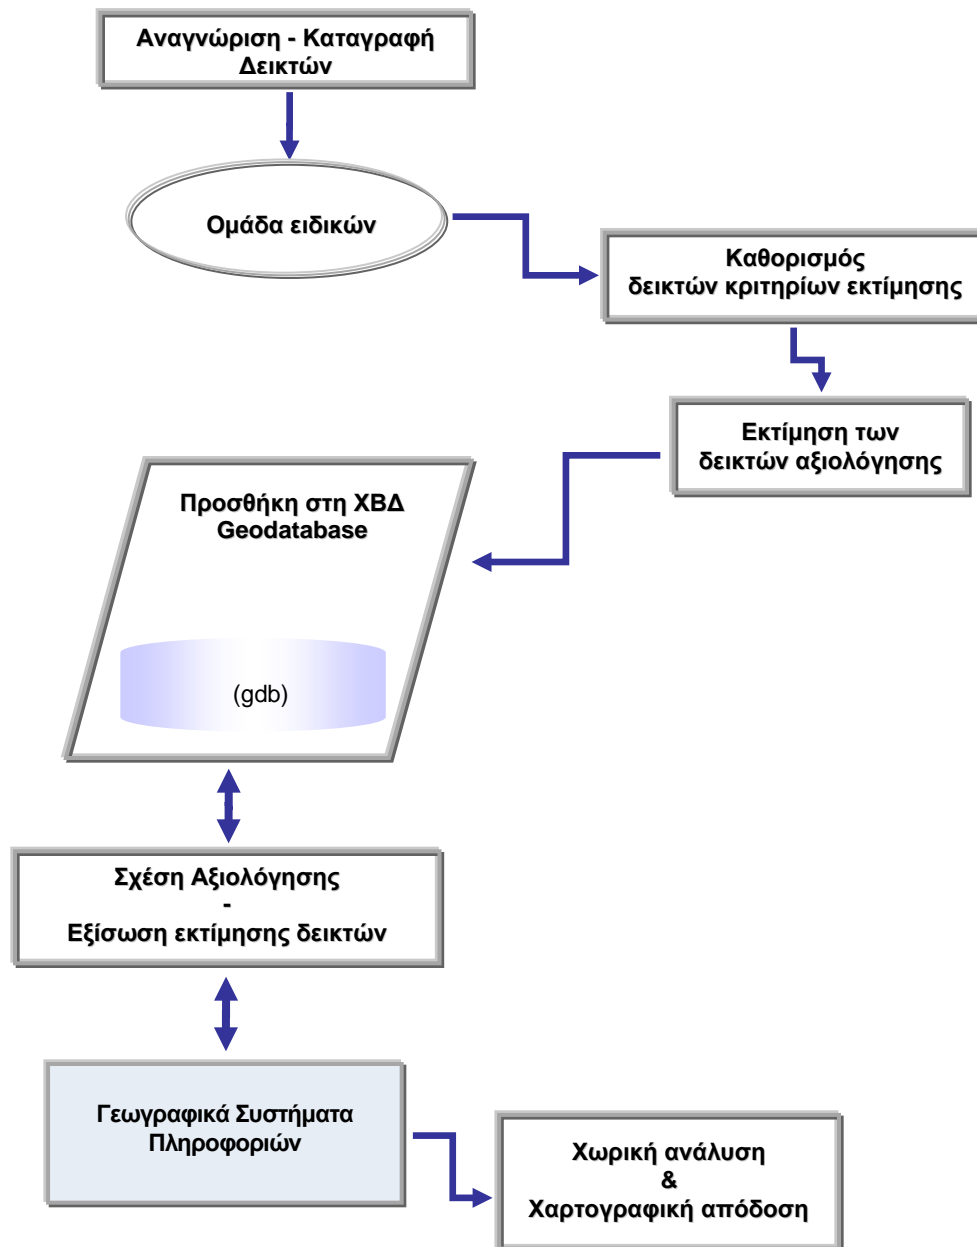 Αναγνώριση - Καταγραφή
Δεικτών
Ομάδα ειδικών
Καθορισμός
δεικτών κριτηρίων εκτίμησης
Εκτίμηση των
δεικτών αξιολόγησης
Προσθήκη στη ΧΒΔ
Geodatabase
(gdb)
Σχέση Αξιολόγησης
-
Εξίσωση εκτίμησης δεικτών
Γεωγραφικά Συστήματα
Πληροφοριών
Χωρική ανάλυση
&
Χαρτογραφική απόδοση